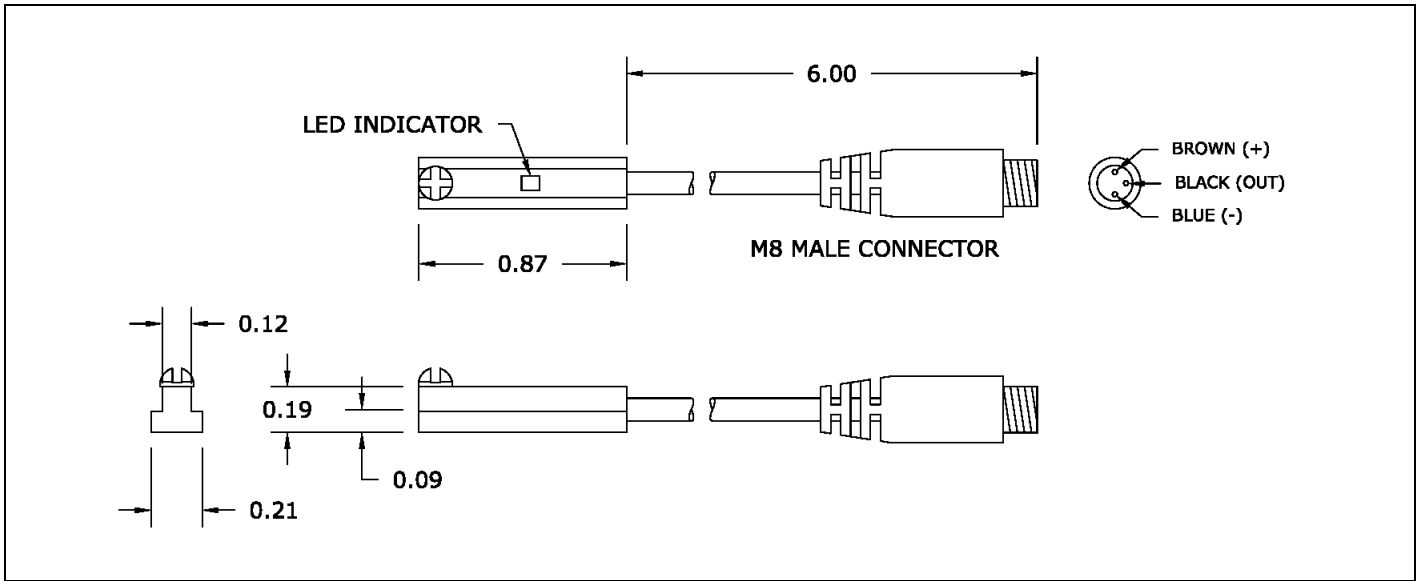 6.00
LED INDICATOR
BROWN (+)
BLACK (OUT)
BLUE (-)
M8 MALE CONNECTOR
0.87
0.12
0.19
0.09
0.21